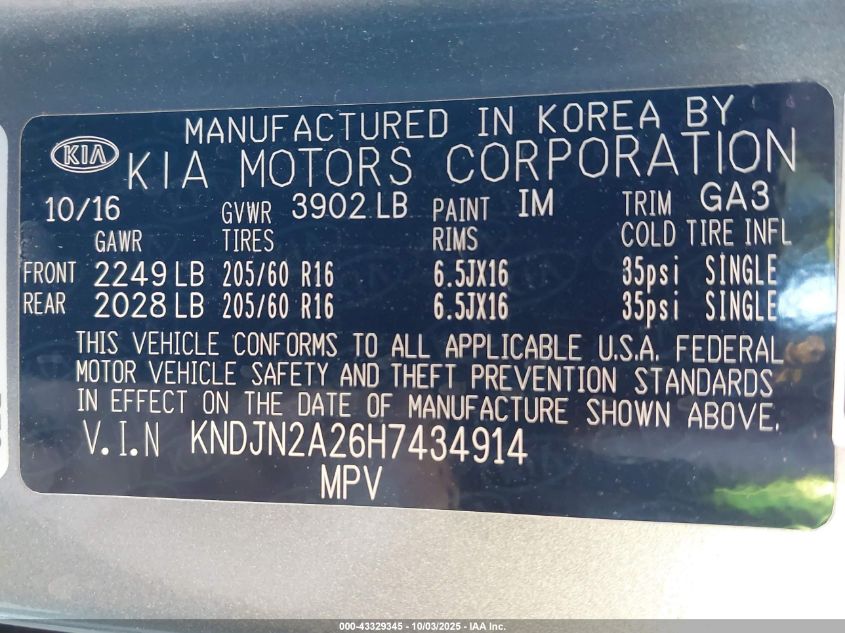 MANUFACTURED IN KOREA BY
KIA KIA MOTORS CORPORATION
10/16 GVWR 3902 LB PAINT IM TRIM GA3
GAWR TIRES RIMS COLD TIRE INFL
FRONT 2249 LB 205/60 R16 6.5JX16 35psi SINGLE
REAR 2028 LB 205/60 R16 6.5JX16 35psi SINGLE
THIS VEHICLE CONFORMS TO ALL APPLICABLE U.S.A. FEDERAL
MOTOR VEHICLE SAFETY AND THEFT PREVENTION STANDARDS
IN EFFECT ON THE DATE OF MANUFACTURE SHOWN ABOVE.
V.I.N KNDJN2A26H7434914
MPV
000-43329345 - 10/03/2025 - IAA Inc.